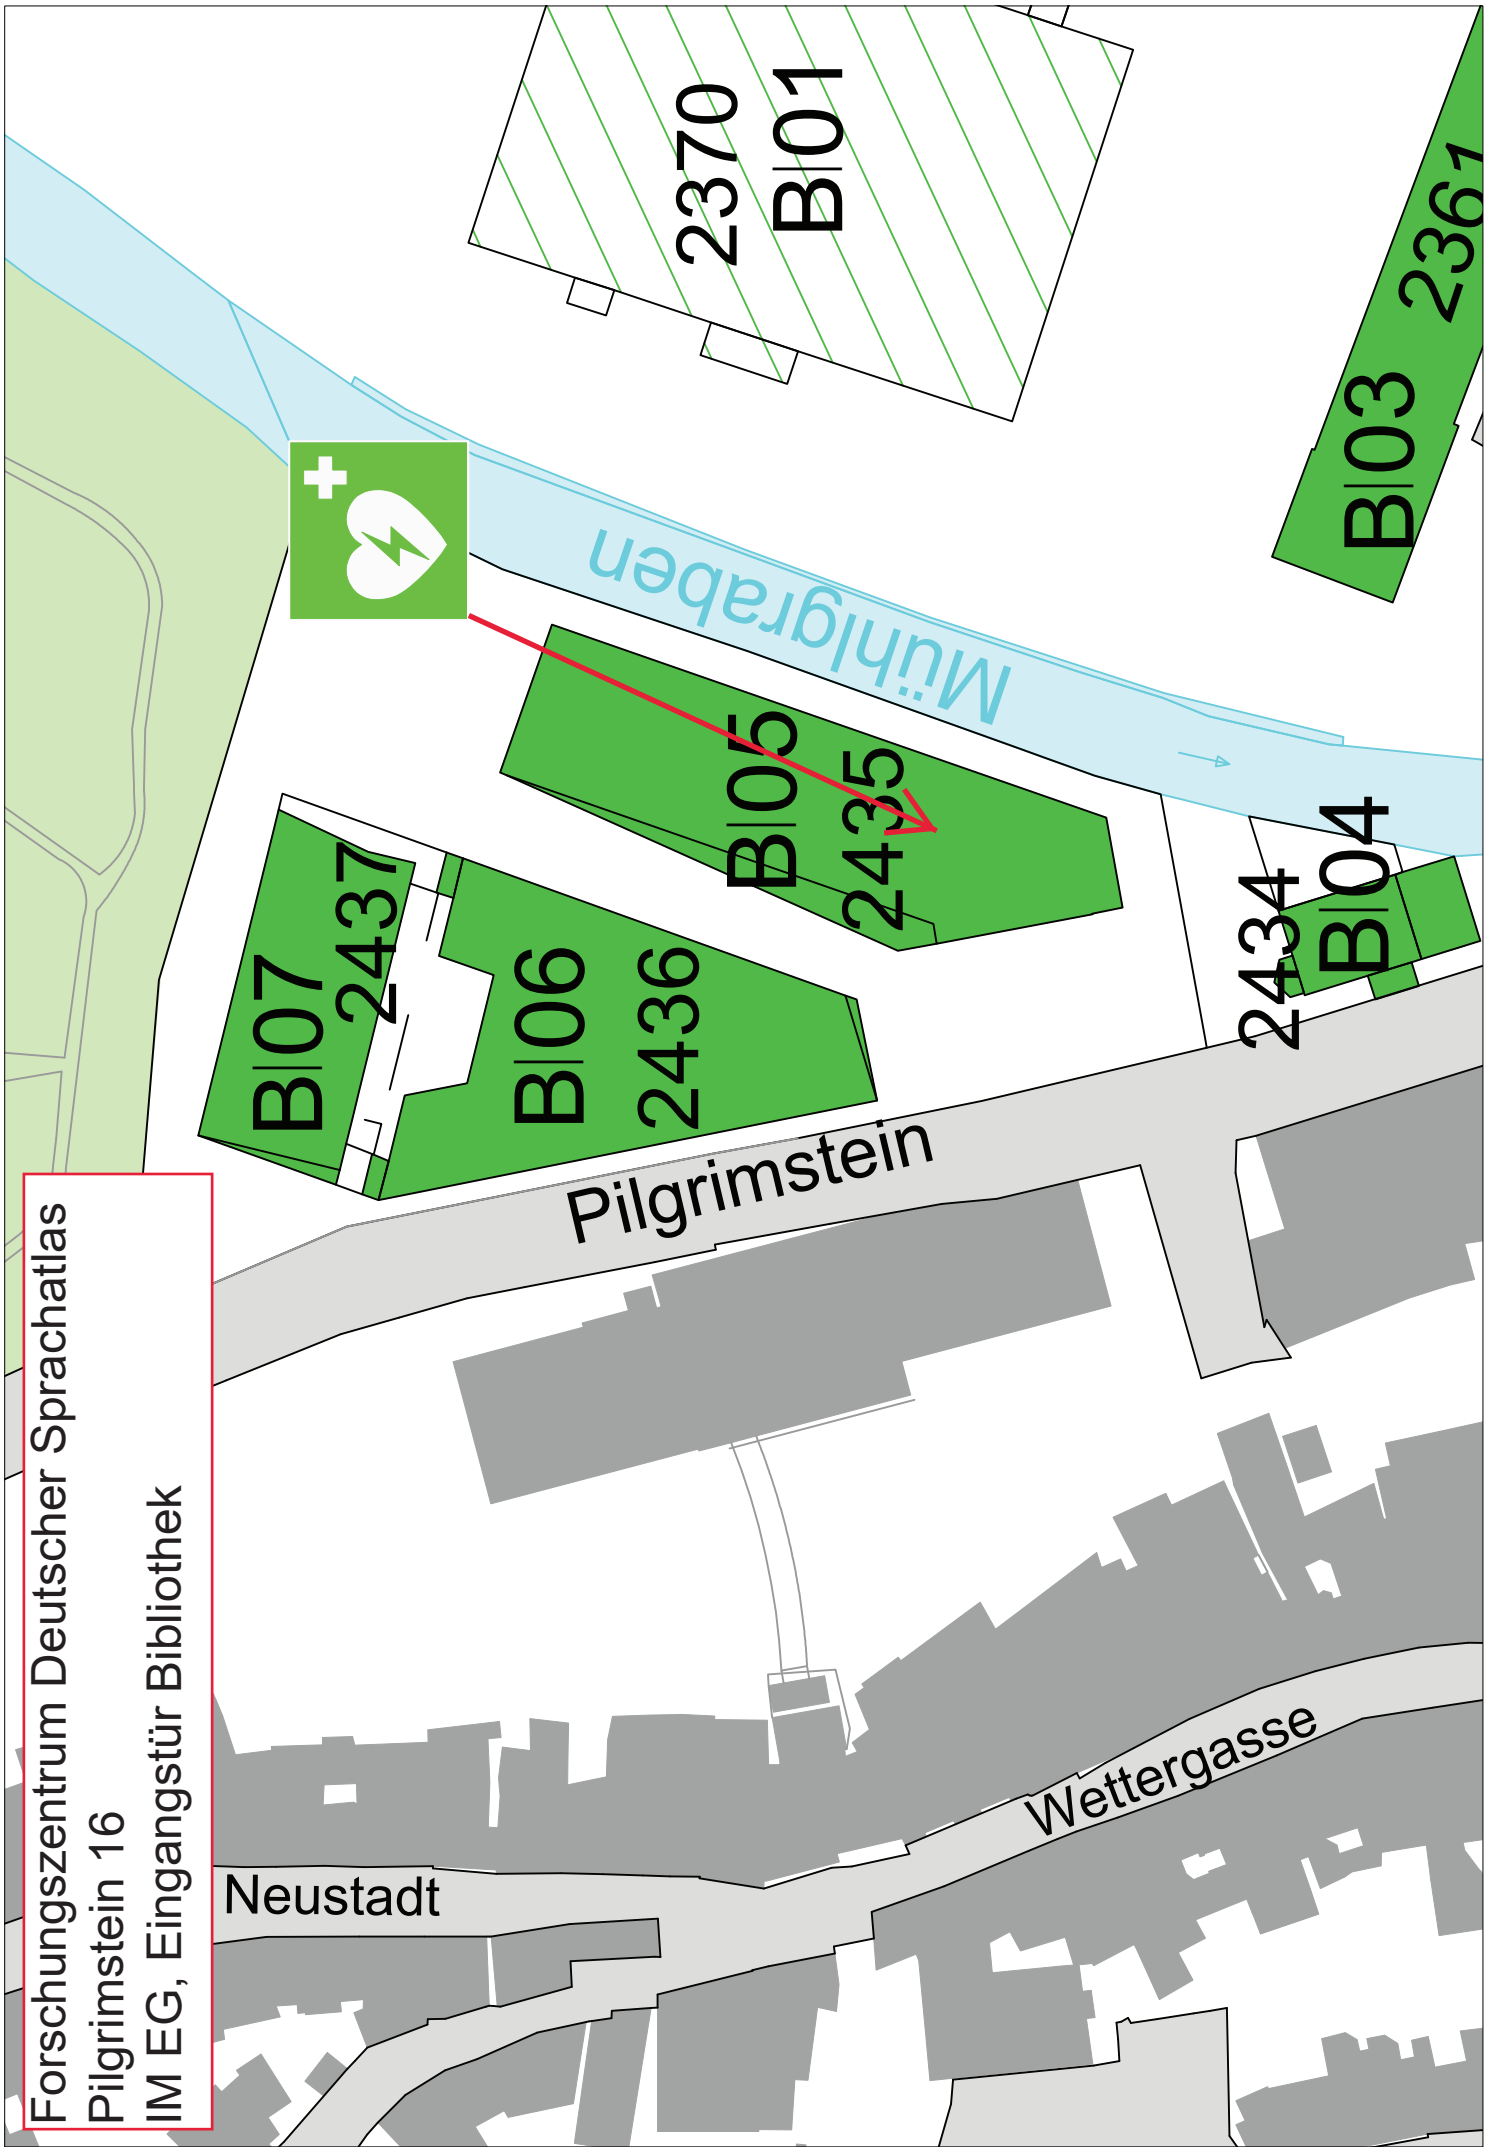 Forschungszentrum Deutscher Sprachatlas
Pilgrimstein 16
IM EG, Eingangstür Bibliothek
2370
B|01
2361
B|03
Mühlgraben
B|05
2435
B|07
2437
B|06
2436
2434
B|04
Pilgrimstein
Wettergasse
Neustadt